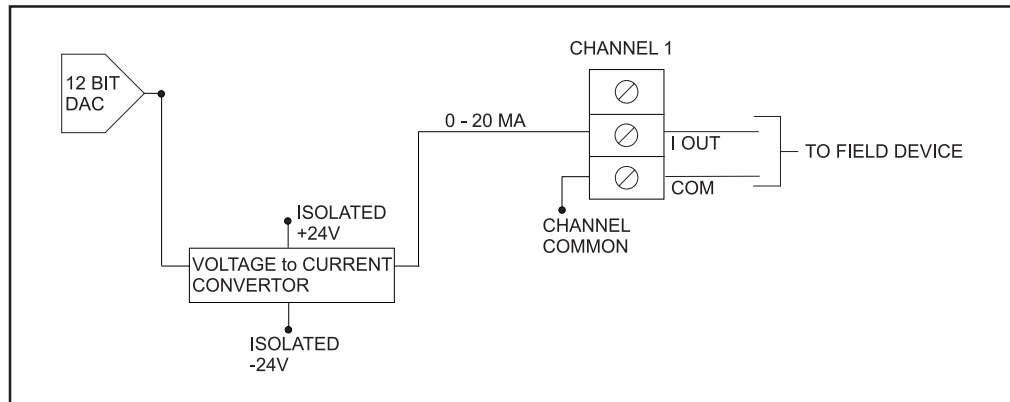 CHANNEL 1
12 BIT
DAC
0 - 20 MA
I OUT
TO FIELD DEVICE
COM
ISOLATED
+24V
CHANNEL
COMMON
VOLTAGE to CURRENT
CONVERTOR
ISOLATED
-24V